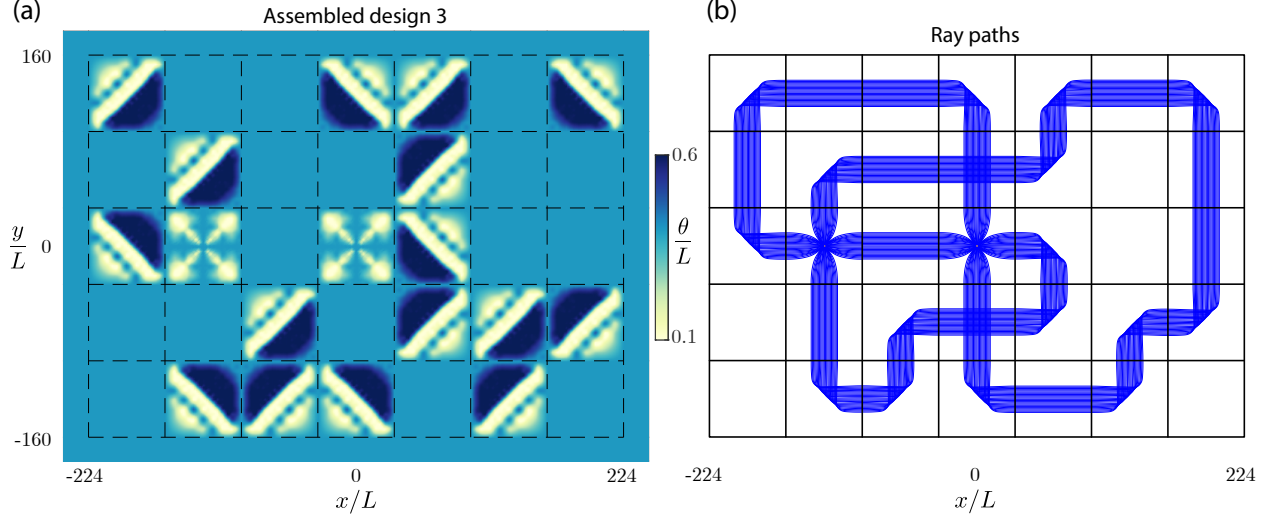 (a)
Assembled design 3
160
y/L
0
-160
-224
0
224
x/L
0.6
θ/L
0.1
(b)
Ray paths
-224
0
224
x/L